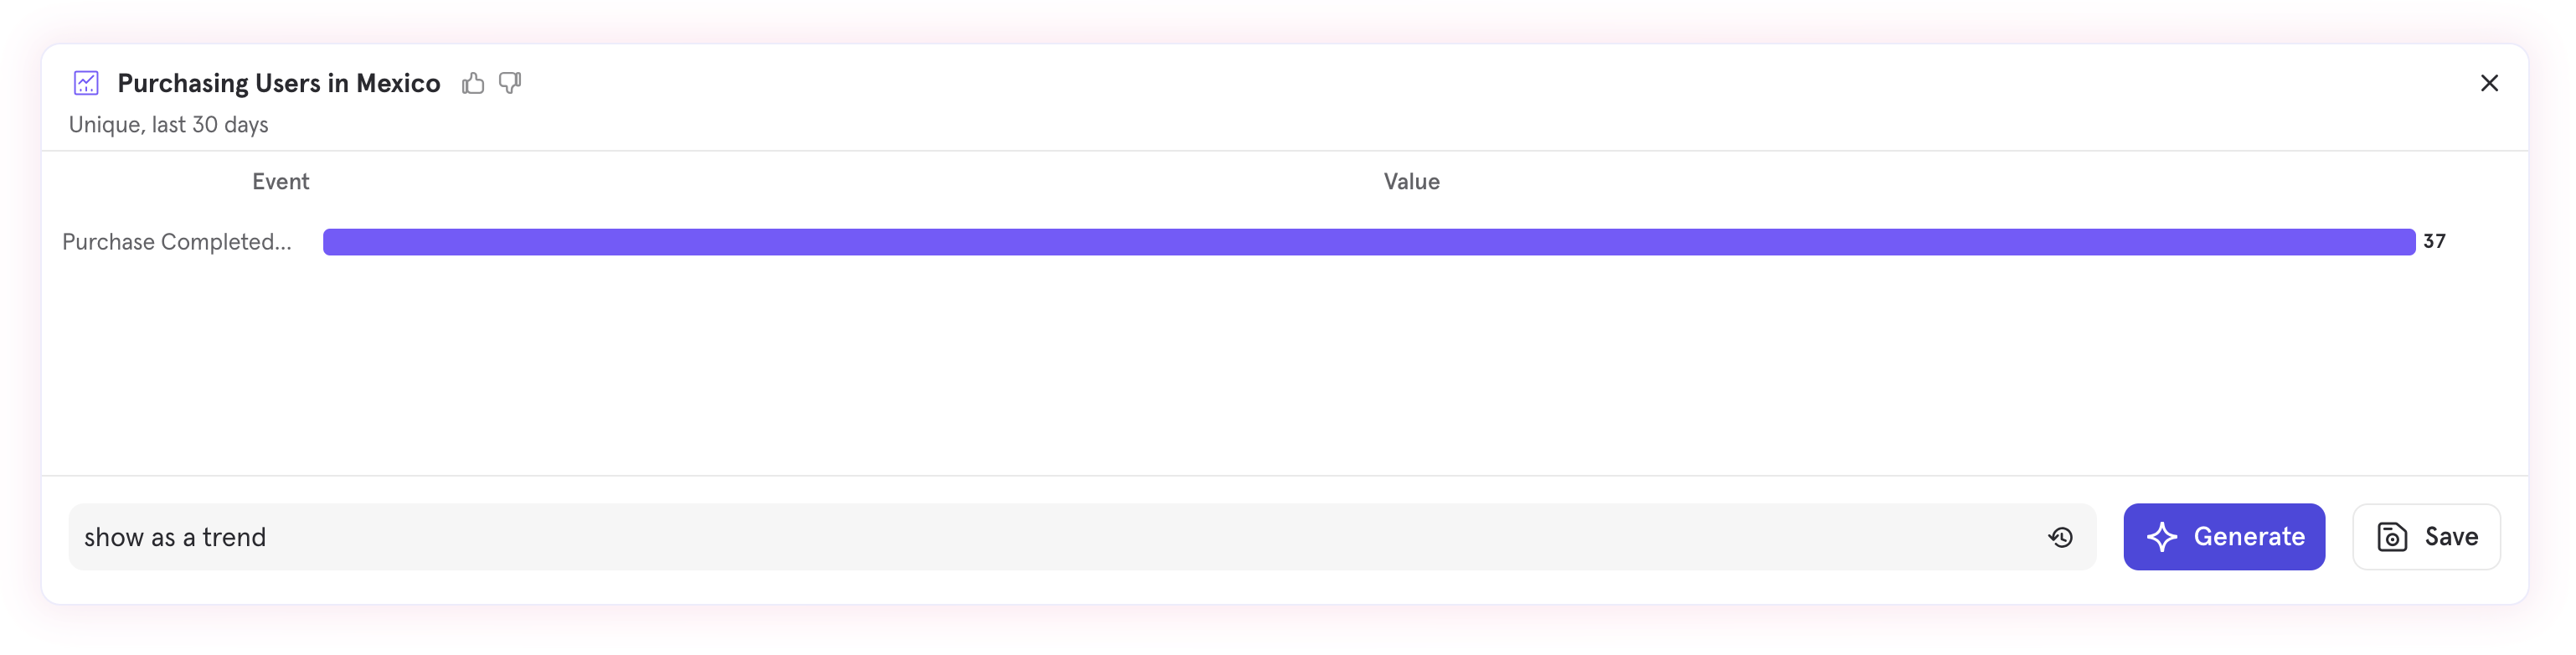 Purchasing Users in Mexico
Unique, last 30 days
Event Value
Purchase Completed... 37
show as a trend Generate Save